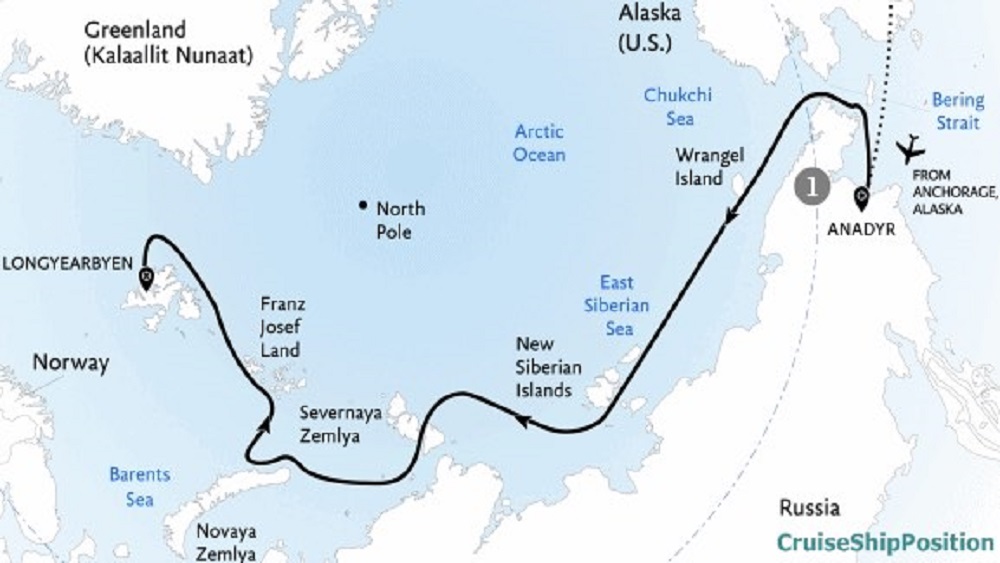 Greenland
(Kalaallit Nunaat)
Alaska
(U.S.)
Chukchi
Sea
Bering
Strait
Arctic
Ocean
Wrangel
Island
FROM
ANCHORAGE,
ALASKA
1
North
Pole
ANADYR
LONGYEARBYEN
East
Siberian
Sea
Franz
Josef
Land
New
Siberian
Islands
Norway
Severnaya
Zemlya
Barents
Sea
Novaya
Zemlya
Russia
CruiseShipPosition